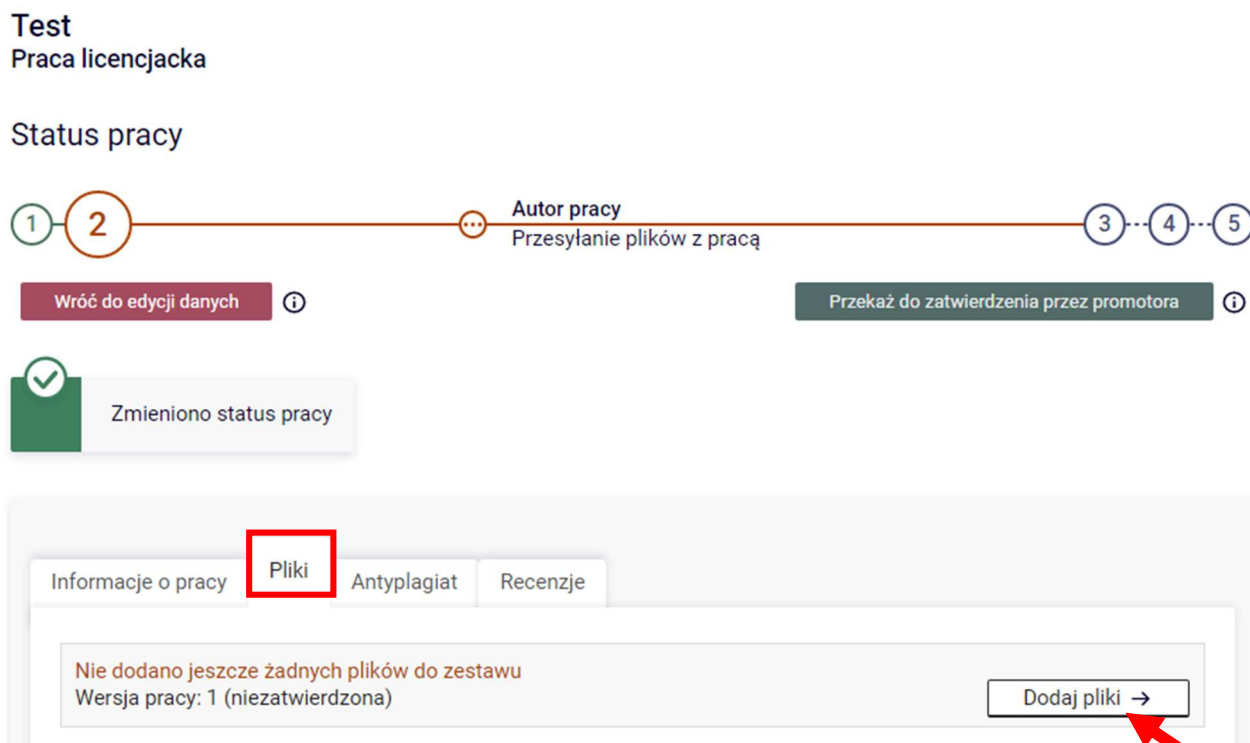 Test
Praca licencjacka
Status pracy
1
2
Autor pracy
Przesyłanie plików z pracą
3
4
5
Wróć do edycji danych
Przekaż do zatwierdzenia przez promotora
Zmieniono status pracy
Informacje o pracy
Pliki
Antyplagiat
Recenzje
Nie dodano jeszcze żadnych plików do zestawu
Wersja pracy: 1 (niezatwierdzona)
Dodaj pliki →